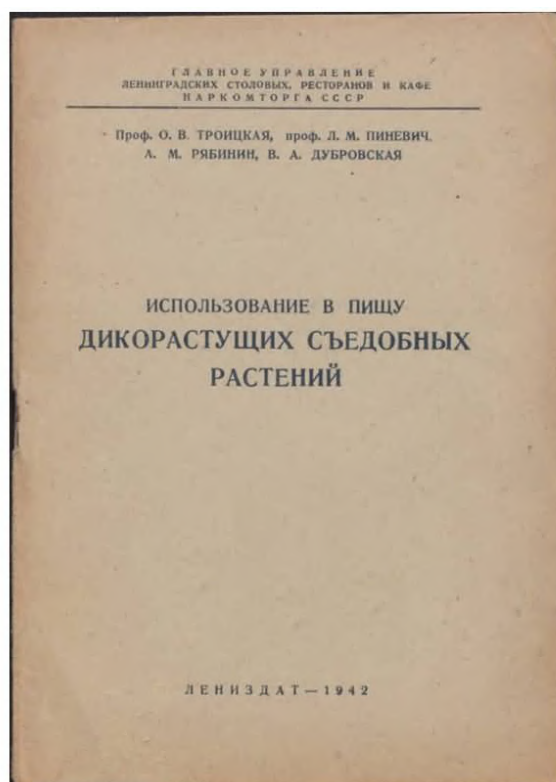 ГЛАВНОЕ УПРАВЛЕНИЕ
ЛЕНИНГРАДСКИХ СТОЛОВЫХ, РЕСТОРАНОВ И КАФЕ
НАРКОМТОРГА СССР
Проф. О. В. ТРОИЦКАЯ, проф. Л. М. ПИНЕВИЧ.
А. М. РЯБИНИН, В. А. ДУБРОВСКАЯ
ИСПОЛЬЗОВАНИЕ В ПИЩУ
ДИКОРАСТУЩИХ СЪЕДОБНЫХ
РАСТЕНИЙ
ЛЕНИЗДАТ — 1942